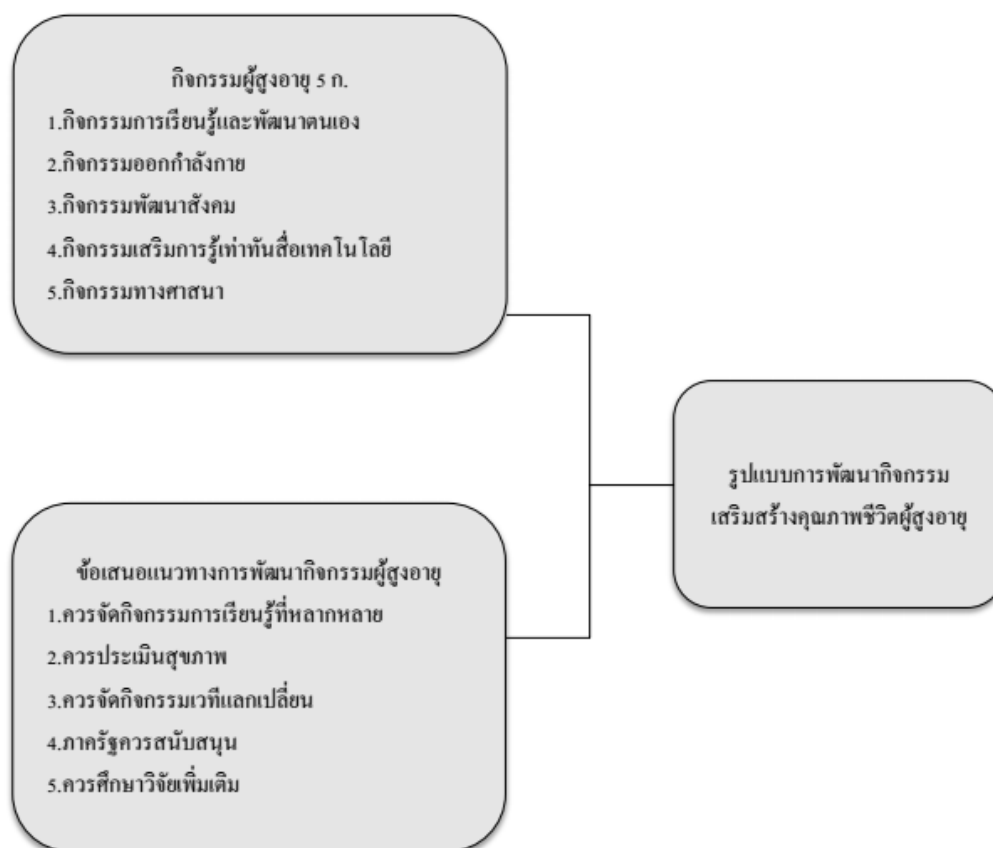 กิจกรรมผู้สูงอายุ 5 ก.
1.กิจกรรมการเรียนรู้และพัฒนาตนเอง
2.กิจกรรมออกกำลังกาย
3.กิจกรรมพัฒนาสังคม
4.กิจกรรมเสริมการรู้เท่าทันสื่อเทคโนโลยี
5.กิจกรรมทางศาสนา
ข้อเสนอแนวทางการพัฒนากิจกรรมผู้สูงอายุ
1.ควรจัดกิจกรรมการเรียนรู้ที่หลากหลาย
2.ควรประเมินสุขภาพ
3.ควรจัดกิจกรรมเวทีแลกเปลี่ยน
4.ภาครัฐควรสนับสนุน
5.ควรศึกษาวิจัยเพิ่มเติม
รูปแบบการพัฒนากิจกรรม
เสริมสร้างคุณภาพชีวิตผู้สูงอายุ